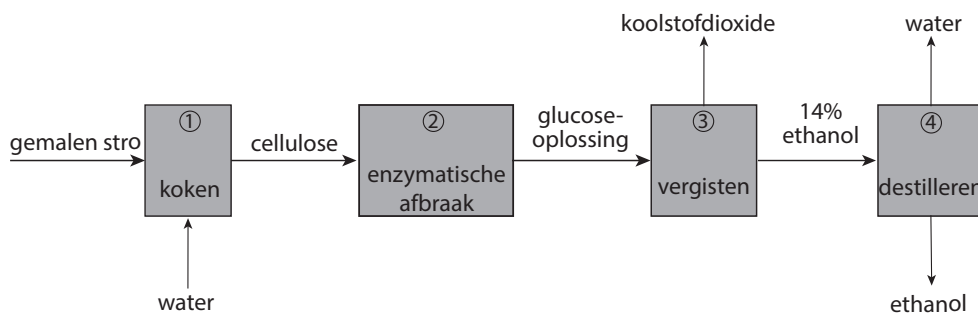 koolstofdioxide
water
gemalen stro
①
koken
water
cellulose
②
enzymatische
afbraak
glucose-
oplossing
③
vergisten
14%
ethanol
④
destilleren
ethanol